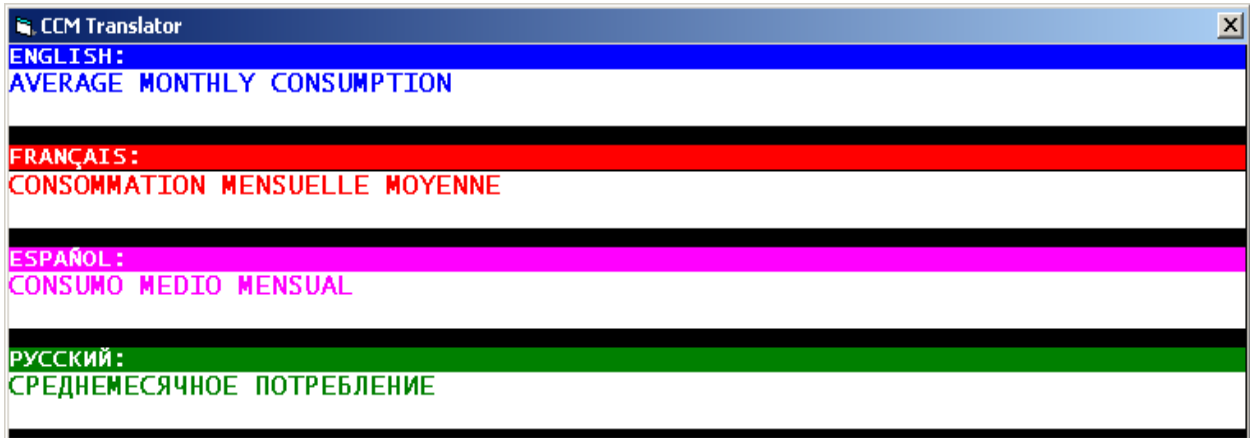 CCM Translator
ENGLISH:
AVERAGE MONTHLY CONSUMPTION
FRANÇAIS:
CONSOMMATION MENSUELLE MOYENNE
ESPAÑOL:
CONSUMO MEDIO MENSUAL
РУССКИЙ:
СРЕДНЕМЕСЯЧНОЕ ПОТРЕБЛЕНИЕ